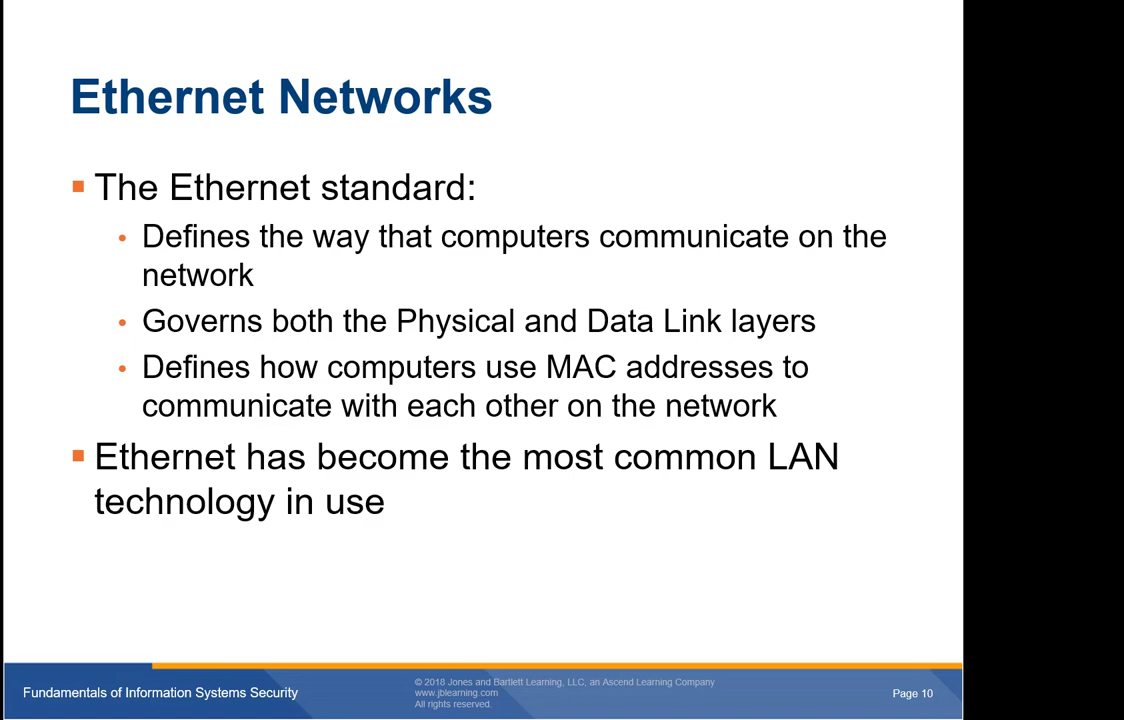 Ethernet Networks
▪ The Ethernet standard:
• Defines the way that computers communicate on the
network
• Governs both the Physical and Data Link layers
• Defines how computers use MAC addresses to
communicate with each other on the network
▪ Ethernet has become the most common LAN
technology in use
Fundamentals of Information Systems Security
© 2018 Jones and Bartlett Learning, LLC, an Ascend Learning Company
www.jblearning.com
All rights reserved.
Page 10